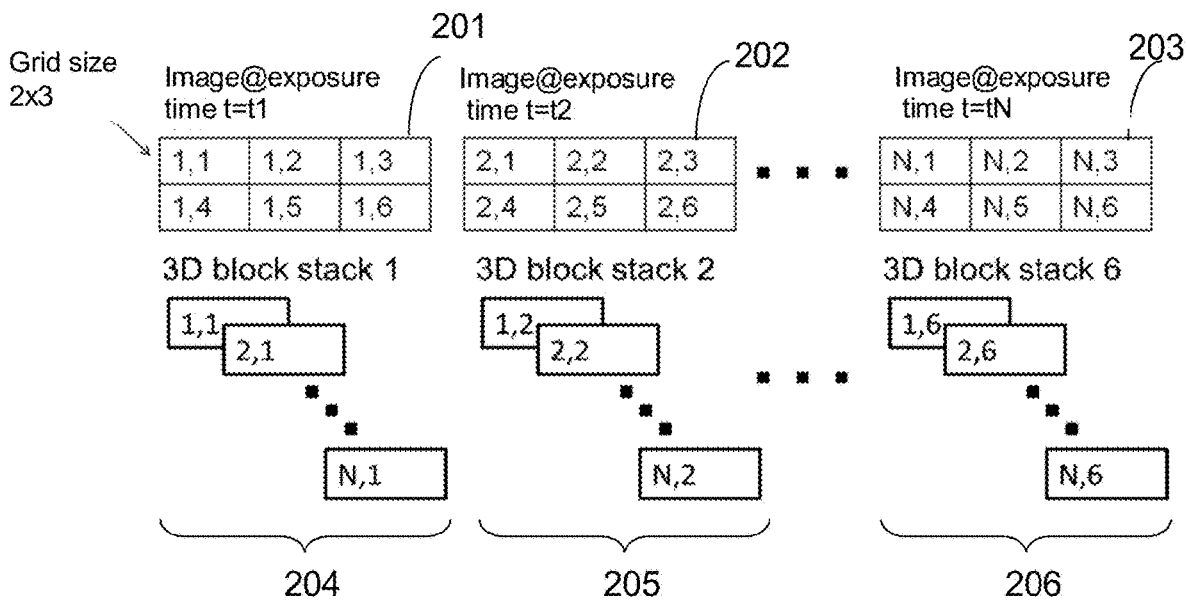 201
202
203
Grid size
2x3
Image@exposure
time t=t1
Image@exposure
time t=t2
Image@exposure
time t=tN
1,1 1,2 1,3
1,4 1,5 1,6
2,1 2,2 2,3
2,4 2,5 2,6
N,1 N,2 N,3
N,4 N,5 N,6
3D block stack 1
3D block stack 2
3D block stack 6
1,1
2,1
N,1
1,2
2,2
N,2
1,6
2,6
N,6
204
205
206